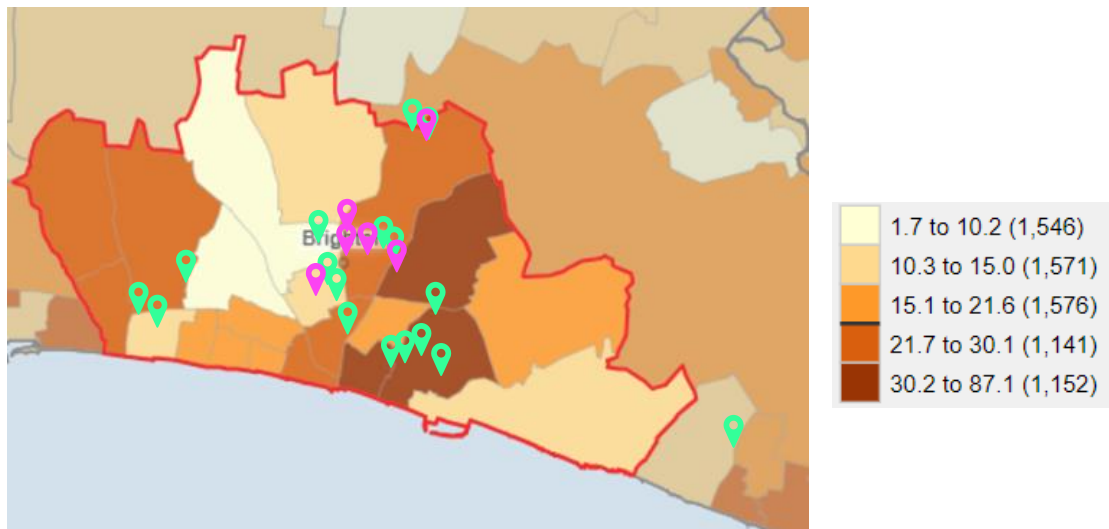 Brighton
1.7 to 10.2 (1,546)
10.3 to 15.0 (1,571)
15.1 to 21.6 (1,576)
21.7 to 30.1 (1,141)
30.2 to 87.1 (1,152)